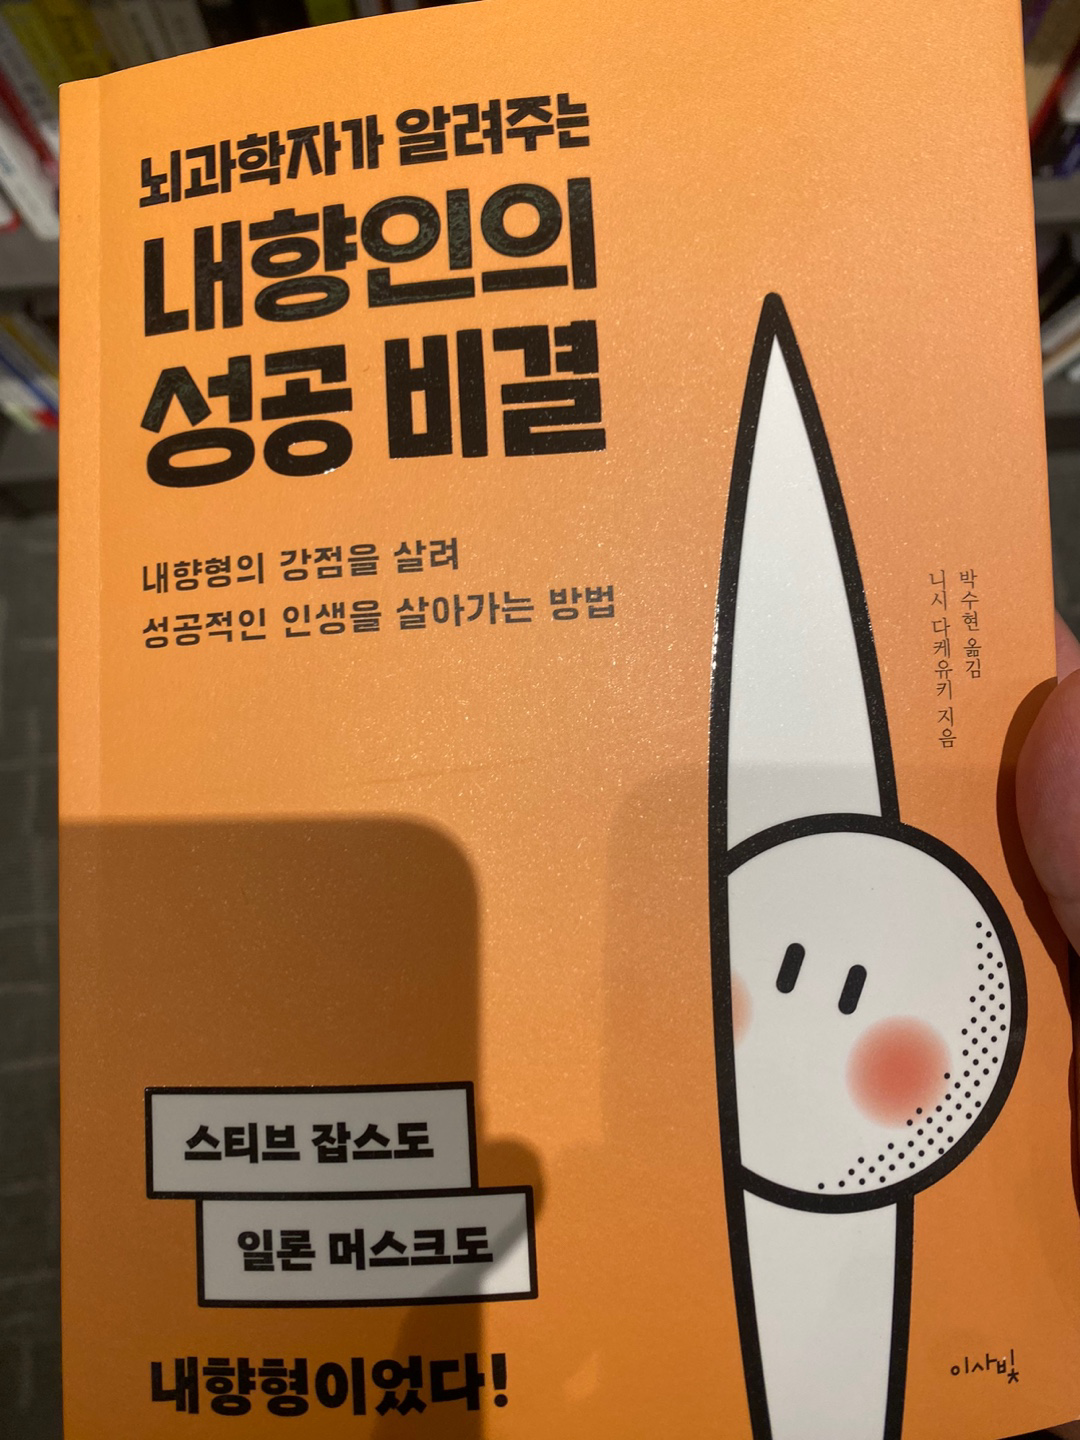 뇌과학자가 알려주는
내향인의
성공 비결
내향형의 강점을 살려
성공적인 인생을 살아가는 방법
니시 다케유키 지음
박수현 옮김
스티브 잡스도
일론 머스크도
내향형이었다!
이사빛